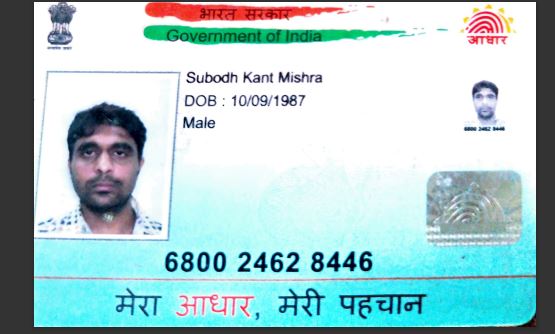 भारत सरकार
Government of India
आधार
Subodh Kant Mishra
DOB : 10/09/1987
Male
6800 2462 8446
6800 2462 8446
मेरा आधार, मेरी पहचान